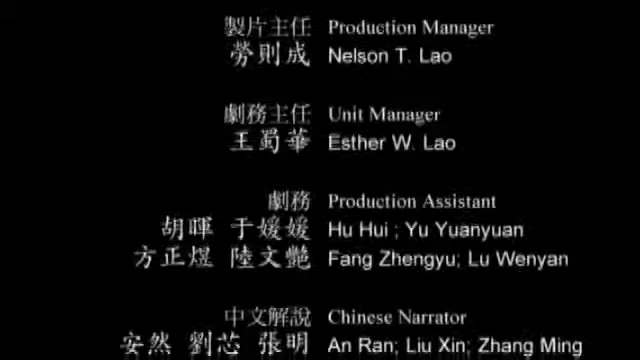 製片主任 Production Manager
勞則成 Nelson T. Lao
劇務主任 Unit Manager
王蜀華 Esther W. Lao
劇務 Production Assistant
胡暉 于媛媛 Hu Hui ; Yu Yuanyuan
方正煜 陸文艷 Fang Zhengyu; Lu Wenyan
中文解說 Chinese Narrator
安然 劉芯 張明 An Ran; Liu Xin; Zhang Ming